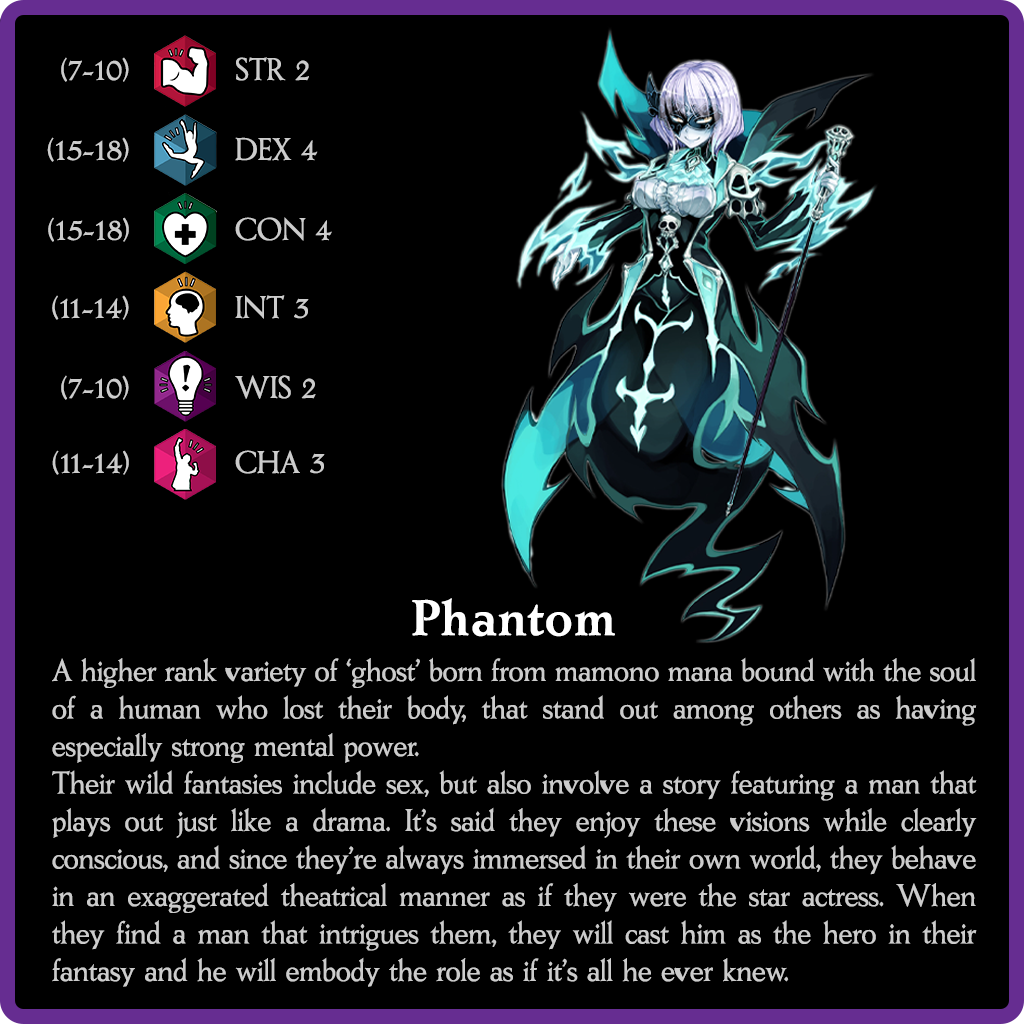 (7-10) STR 2
(15-18) DEX 4
(15-18) CON 4
(11-14) INT 3
(7-10) WIS 2
(11-14) CHA 3
Phantom
A higher rank variety of ‘ghost’ born from mamono mana bound with the soul
of a human who lost their body, that stand out among others as having
especially strong mental power.
Their wild fantasies include sex, but also involve a story featuring a man that
plays out just like a drama. It’s said they enjoy these visions while clearly
conscious, and since they’re always immersed in their own world, they behave
in an exaggerated theatrical manner as if they were the star actress. When
they find a man that intrigues them, they will cast him as the hero in their
fantasy and he will embody the role as if it’s all he ever knew.